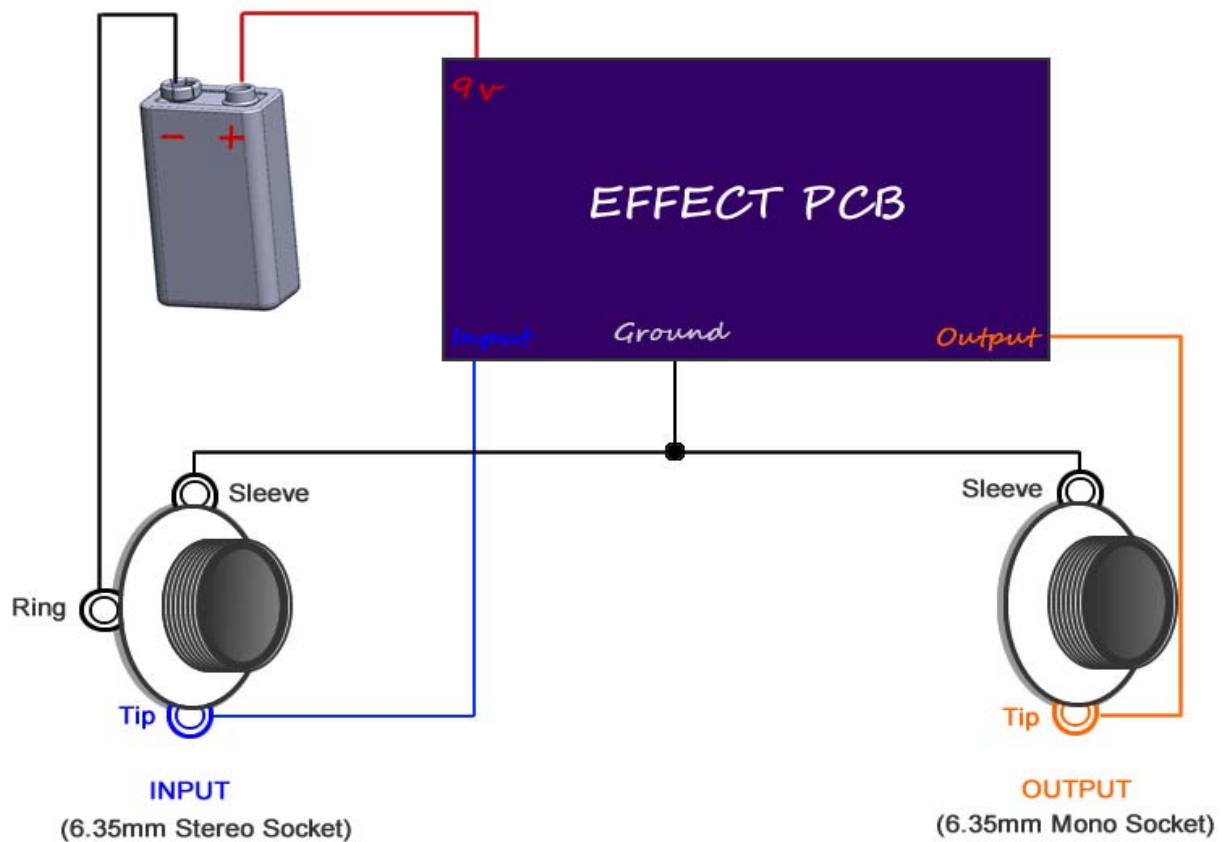 9v
− +
EFFECT PCB
Input
Ground
Output
Sleeve
Sleeve
Ring
Tip
Tip
INPUT
(6.35mm Stereo Socket)
OUTPUT
(6.35mm Mono Socket)